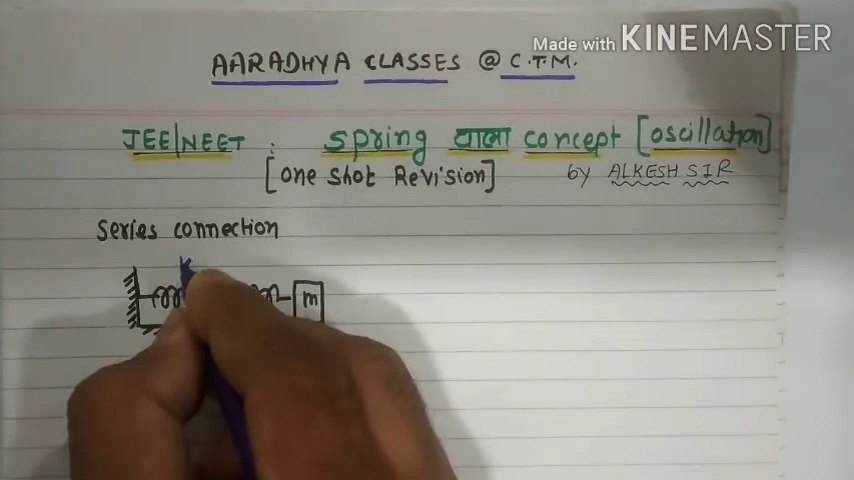 Made with KINEMASTER
AARADHYA CLASSES @ C.T.M.
JEE|NEET : spring वाला concept [oscillation]
[one shot Revision] by ALKESH SIR
Series connection
K
m